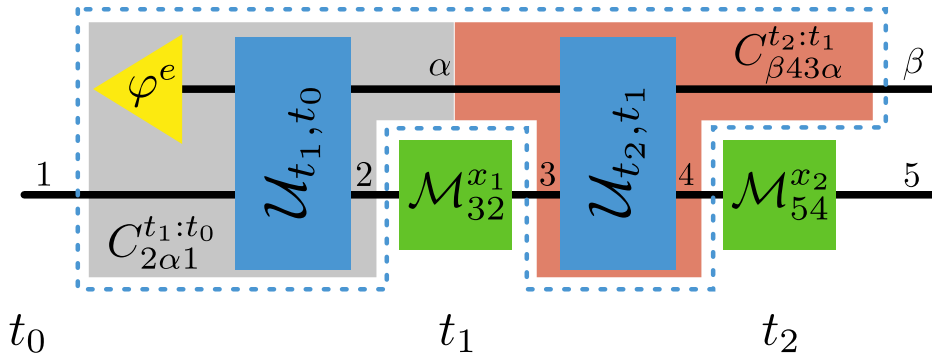 φ^e
𝒰_{t_1,t_0}
α
𝒰_{t_2,t_1}
C^{t_2:t_1}_{β43α}
β
1
2
ℳ^{x_1}_{32}
3
4
ℳ^{x_2}_{54}
5
C^{t_1:t_0}_{2α1}
t_0
t_1
t_2